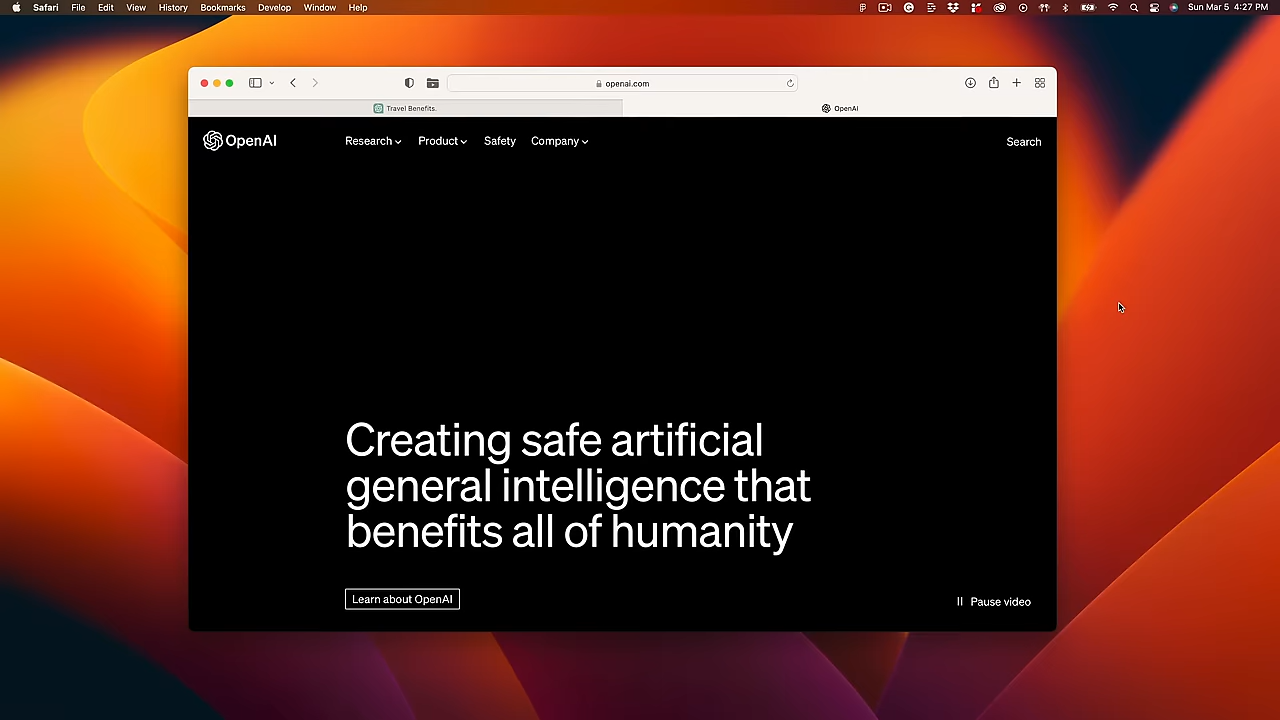 Safari File Edit View History Bookmarks Develop Window Help Sun Mar 5 4:27 PM
openai.com
Travel Benefits. OpenAI
OpenAI Research Product Safety Company Search
Creating safe artificial
general intelligence that
benefits all of humanity
Learn about OpenAI Pause video